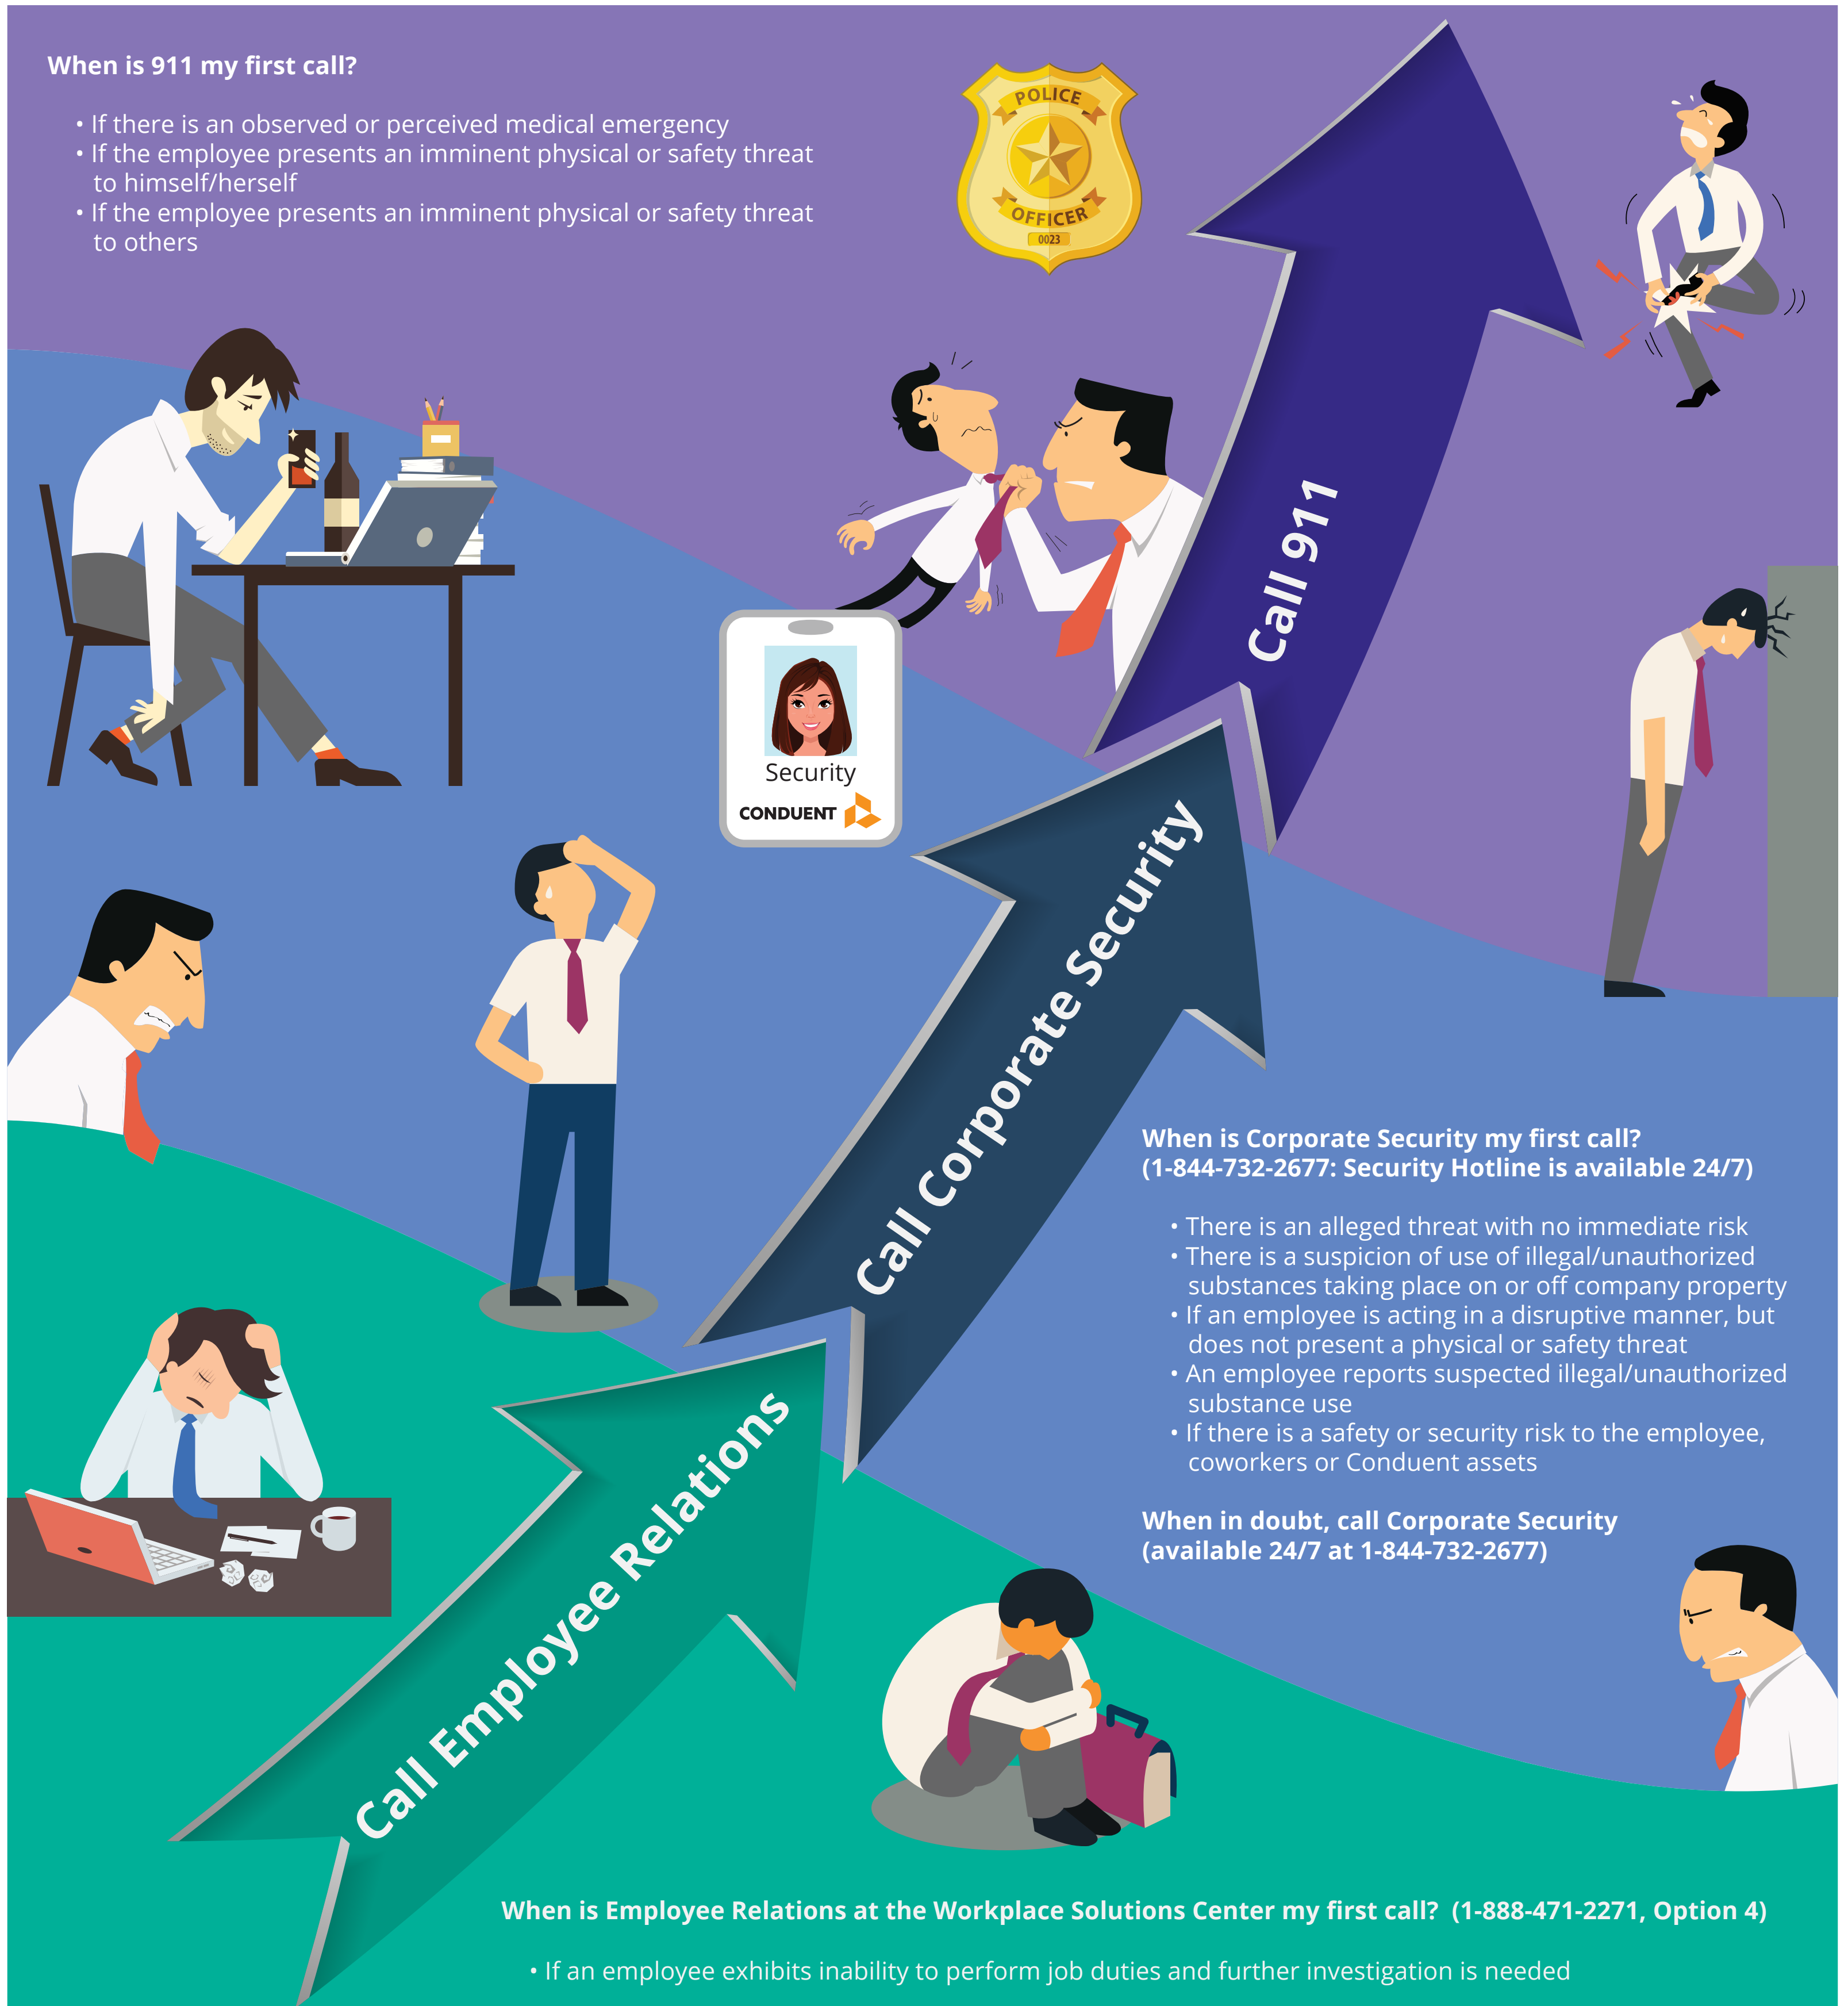 When is 911 my first call?
• If there is an observed or perceived medical emergency
• If the employee presents an imminent physical or safety threat
to himself/herself
• If the employee presents an imminent physical or safety threat
to others
POLICE
OFFICER
0023
Call 911
Security
CONDUENT
Call Corporate Security
When is Corporate Security my first call?
(1-844-732-2677: Security Hotline is available 24/7)
• There is an alleged threat with no immediate risk
• There is a suspicion of use of illegal/unauthorized
substances taking place on or off company property
• If an employee is acting in a disruptive manner, but
does not present a physical or safety threat
• An employee reports suspected illegal/unauthorized
substance use
• If there is a safety or security risk to the employee,
coworkers or Conduent assets
When in doubt, call Corporate Security
(available 24/7 at 1-844-732-2677)
Call Employee Relations
When is Employee Relations at the Workplace Solutions Center my first call? (1-888-471-2271, Option 4)
• If an employee exhibits inability to perform job duties and further investigation is needed